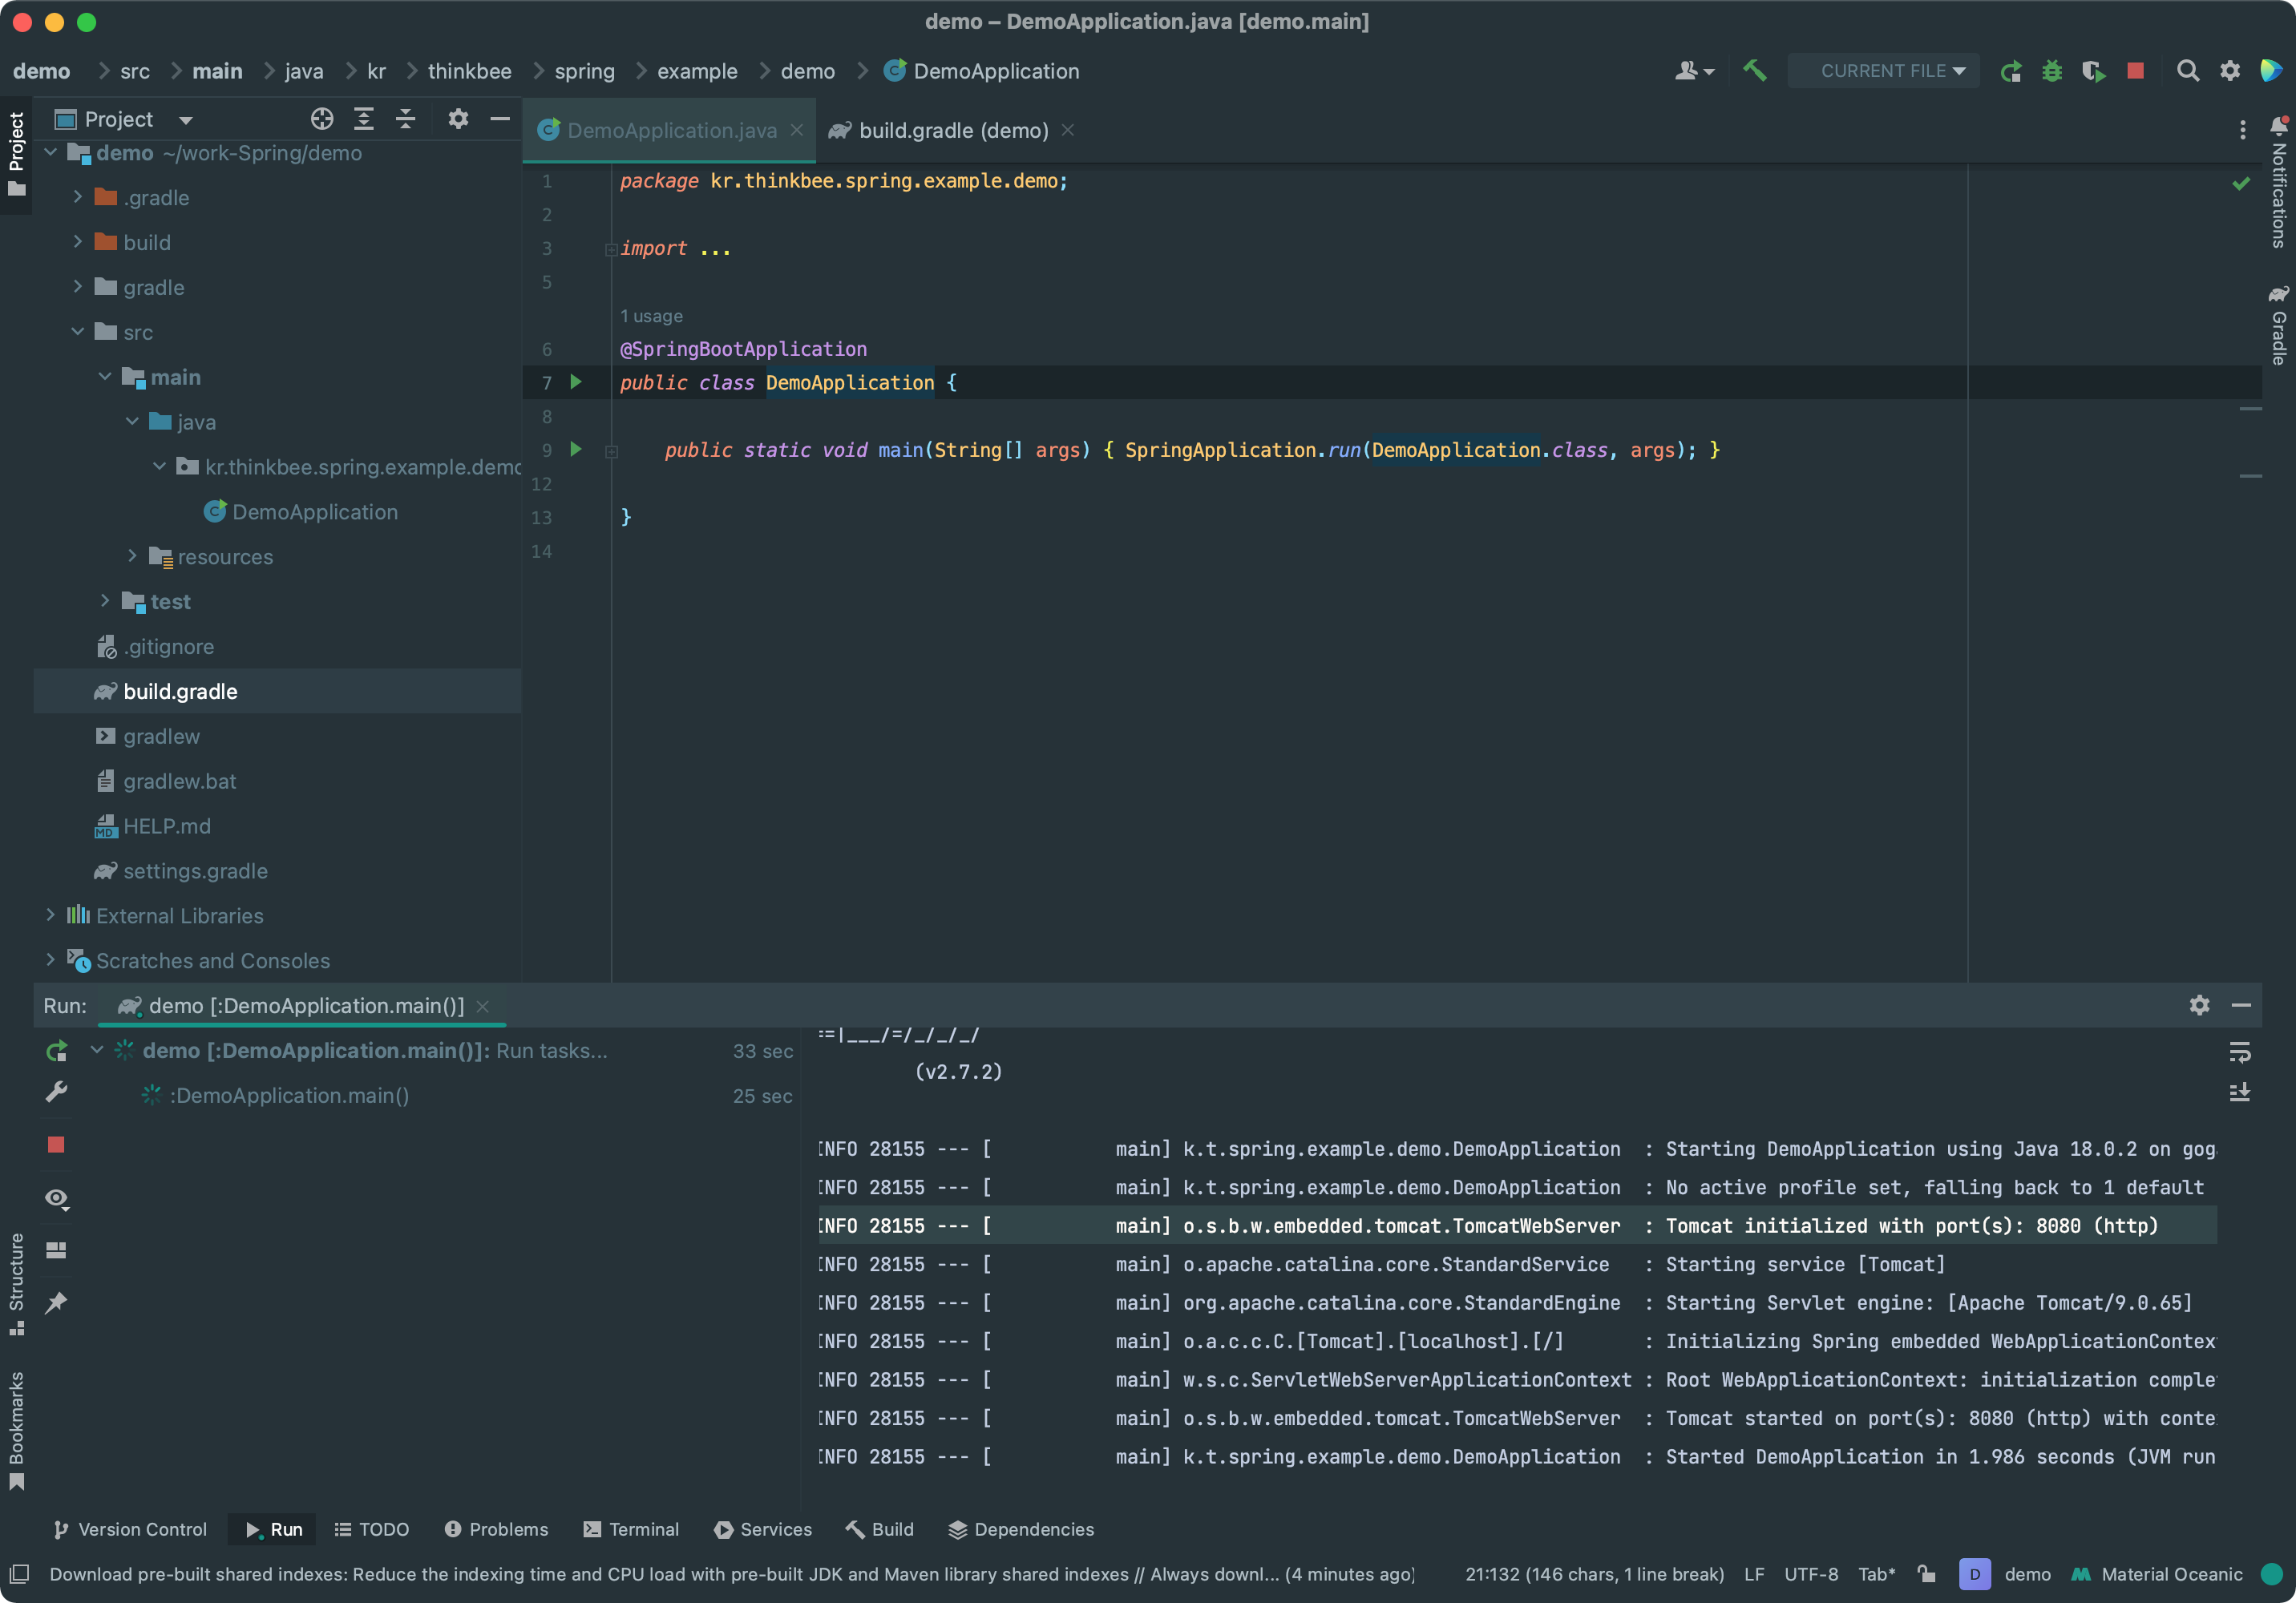 demo – DemoApplication.java [demo.main]
demo src main java kr thinkbee spring example demo DemoApplication
CURRENT FILE
Project
Project
DemoApplication.java
build.gradle (demo)
Notifications
Gradle
demo ~/work-Spring/demo
.gradle
build
gradle
src
main
java
kr.thinkbee.spring.example.demo
DemoApplication
resources
test
.gitignore
build.gradle
gradlew
gradlew.bat
HELP.md
settings.gradle
External Libraries
Scratches and Consoles
1 package kr.thinkbee.spring.example.demo;
2
3 import ...
5
1 usage
6 @SpringBootApplication
7 public class DemoApplication {
8
9 public static void main(String[] args) { SpringApplication.run(DemoApplication.class, args); }
12
13 }
14
Run: demo [:DemoApplication.main()]
demo [:DemoApplication.main()]: Run tasks... 33 sec
:DemoApplication.main() 25 sec
=|___/=/_/_/_/
(v2.7.2)
INFO 28155 --- [ main] k.t.spring.example.demo.DemoApplication : Starting DemoApplication using Java 18.0.2 on gog
INFO 28155 --- [ main] k.t.spring.example.demo.DemoApplication : No active profile set, falling back to 1 default
INFO 28155 --- [ main] o.s.b.w.embedded.tomcat.TomcatWebServer : Tomcat initialized with port(s): 8080 (http)
INFO 28155 --- [ main] o.apache.catalina.core.StandardService : Starting service [Tomcat]
INFO 28155 --- [ main] org.apache.catalina.core.StandardEngine : Starting Servlet engine: [Apache Tomcat/9.0.65]
INFO 28155 --- [ main] o.a.c.c.C.[Tomcat].[localhost].[/] : Initializing Spring embedded WebApplicationContex
INFO 28155 --- [ main] w.s.c.ServletWebServerApplicationContext : Root WebApplicationContext: initialization comple
INFO 28155 --- [ main] o.s.b.w.embedded.tomcat.TomcatWebServer : Tomcat started on port(s): 8080 (http) with conte
INFO 28155 --- [ main] k.t.spring.example.demo.DemoApplication : Started DemoApplication in 1.986 seconds (JVM run
Structure
Bookmarks
Version Control Run TODO Problems Terminal Services Build Dependencies
Download pre-built shared indexes: Reduce the indexing time and CPU load with pre-built JDK and Maven library shared indexes // Always downl... (4 minutes ago) 21:132 (146 chars, 1 line break) LF UTF-8 Tab* D demo Material Oceanic